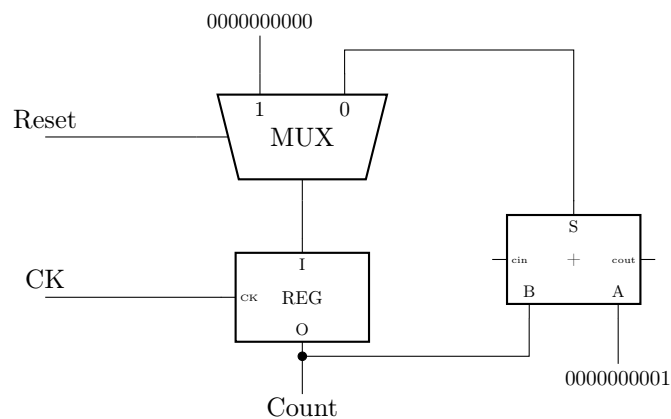 0000000000
1 0
Reset
MUX
S
cin + cout
I
B A
CK
CK REG
O
0000000001
Count